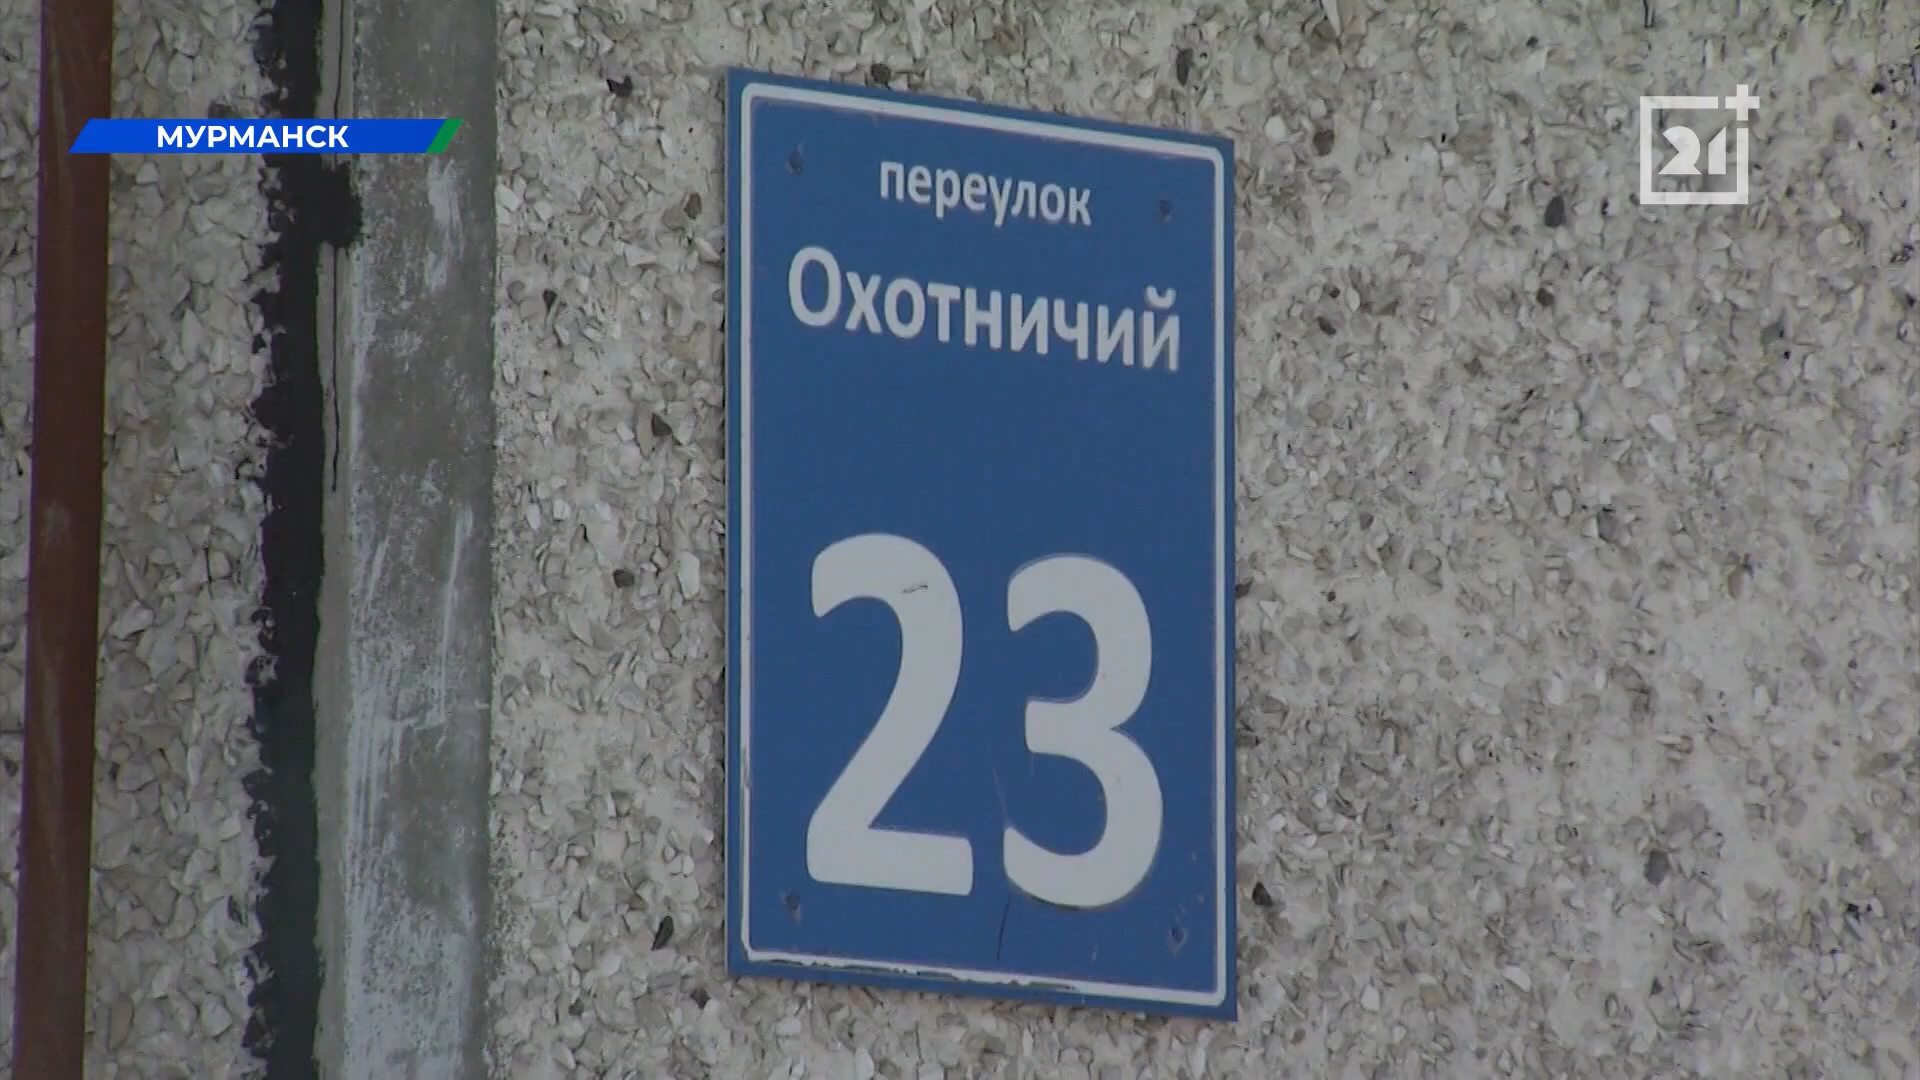 МУРМАНСК
21+
переулок
Охотничий
23